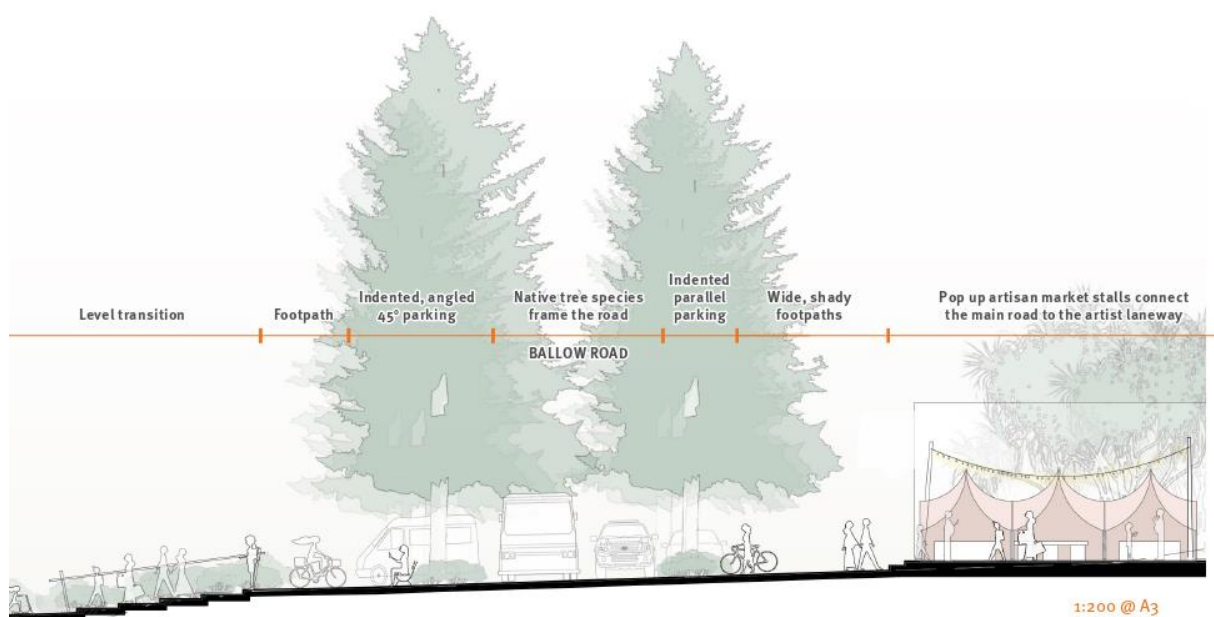 Level transition
Footpath
Indented, angled
45° parking
Native tree species
frame the road
Indented
parallel
parking
Wide, shady
footpaths
Pop up artisan market stalls connect
the main road to the artist laneway
BALLOW ROAD
1:200 @ A3